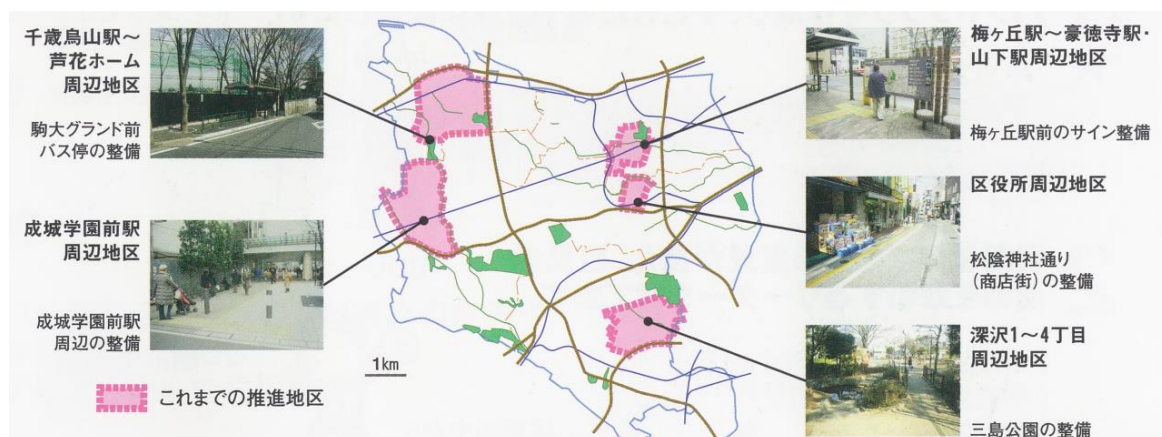 千歳烏山駅～
芦花ホーム
周辺地区
駒大グランド前
バス停の整備
成城学園前駅
周辺地区
成城学園前駅
周辺の整備
これまでの推進地区
1km
梅ヶ丘駅～豪徳寺駅・
山下駅周辺地区
梅ヶ丘駅前のサイン整備
区役所周辺地区
松陰神社通り
(商店街)の整備
深沢1～4丁目
周辺地区
三島公園の整備